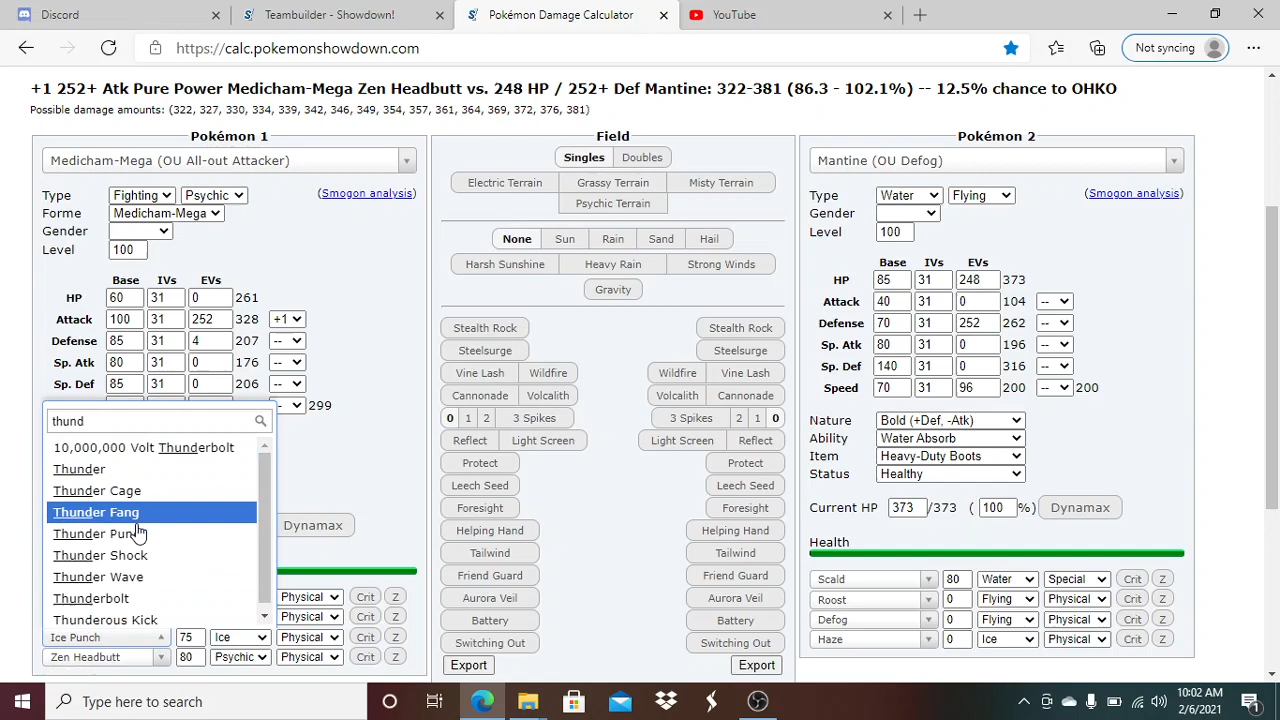 Discord
Teambuilder - Showdown!
Pokémon Damage Calculator
YouTube
https://calc.pokemonshowdown.com
Not syncing
+1 252+ Atk Pure Power Medicham-Mega Zen Headbutt vs. 248 HP / 252+ Def Mantine: 322-381 (86.3 - 102.1%) -- 12.5% chance to OHKO
Possible damage amounts: (322, 327, 330, 334, 339, 342, 346, 349, 354, 357, 361, 364, 369, 372, 376, 381)
Pokémon 1
Medicham-Mega (OU All-out Attacker)
Type Fighting Psychic (Smogon analysis)
Forme Medicham-Mega
Gender
Level 100
Base IVs EVs
HP 60 31 0 261
Attack 100 31 252 328 +1
Defense 85 31 4 207 --
Sp. Atk 80 31 0 176 --
Sp. Def 85 31 0 206 --
-- 299
thund
10,000,000 Volt Thunderbolt
Thunder
Thunder Cage
Thunder Fang
Thunder Pun
Thunder Shock
Thunder Wave
Thunderbolt
Thunderous Kick
Dynamax
Physical Crit Z
Physical Crit Z
Ice Punch 75 Ice Physical Crit Z
Zen Headbutt 80 Psychic Physical Crit Z
Field
Singles Doubles
Electric Terrain Grassy Terrain Misty Terrain
Psychic Terrain
None Sun Rain Sand Hail
Harsh Sunshine Heavy Rain Strong Winds
Gravity
Stealth Rock Stealth Rock
Steelsurge Steelsurge
Vine Lash Wildfire Wildfire Vine Lash
Cannonade Volcalith Volcalith Cannonade
0 1 2 3 Spikes 3 Spikes 2 1 0
Reflect Light Screen Light Screen Reflect
Protect Protect
Leech Seed Leech Seed
Foresight Foresight
Helping Hand Helping Hand
Tailwind Tailwind
Friend Guard Friend Guard
Aurora Veil Aurora Veil
Battery Battery
Switching Out Switching Out
Export Export
Pokémon 2
Mantine (OU Defog)
Type Water Flying (Smogon analysis)
Gender
Level 100
Base IVs EVs
HP 85 31 248 373
Attack 40 31 0 104 --
Defense 70 31 252 262 --
Sp. Atk 80 31 0 196 --
Sp. Def 140 31 0 316 --
Speed 70 31 96 200 -- 200
Nature Bold (+Def, -Atk)
Ability Water Absorb
Item Heavy-Duty Boots
Status Healthy
Current HP 373 /373 ( 100 %) Dynamax
Health
Scald 80 Water Special Crit Z
Roost 0 Flying Physical Crit Z
Defog 0 Flying Physical Crit Z
Haze 0 Ice Physical Crit Z
Type here to search
10:02 AM
2/6/2021
1